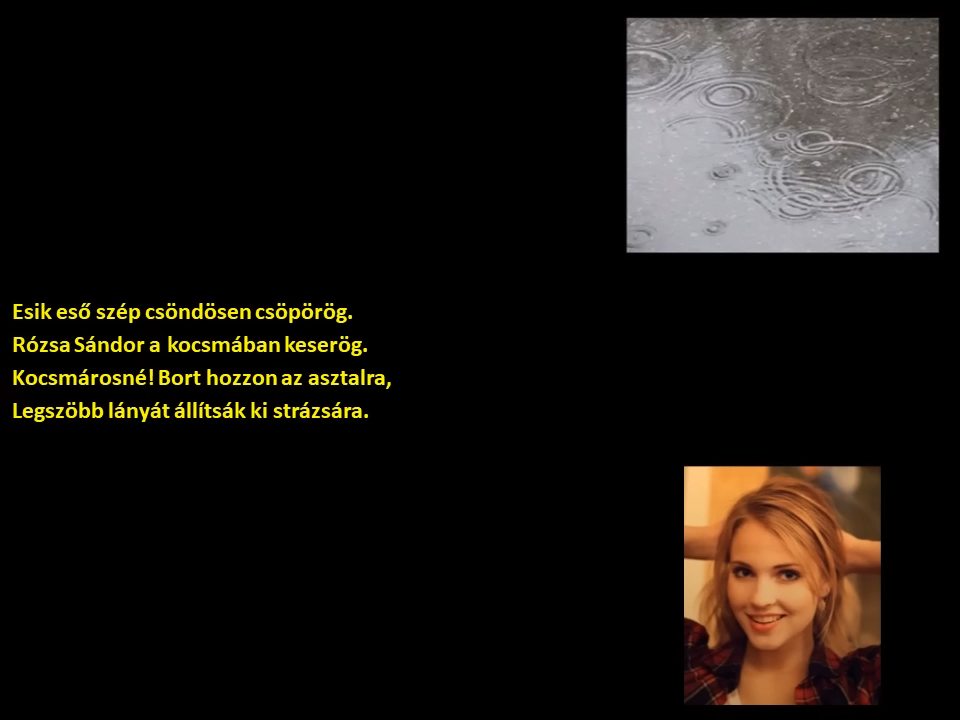 Esik eső szép csöndösen csöpörög.
Rózsa Sándor a kocsmában keserög.
Kocsmárosné! Bort hozzon az asztalra,
Legszöbb lányát állítsák ki strázsára.